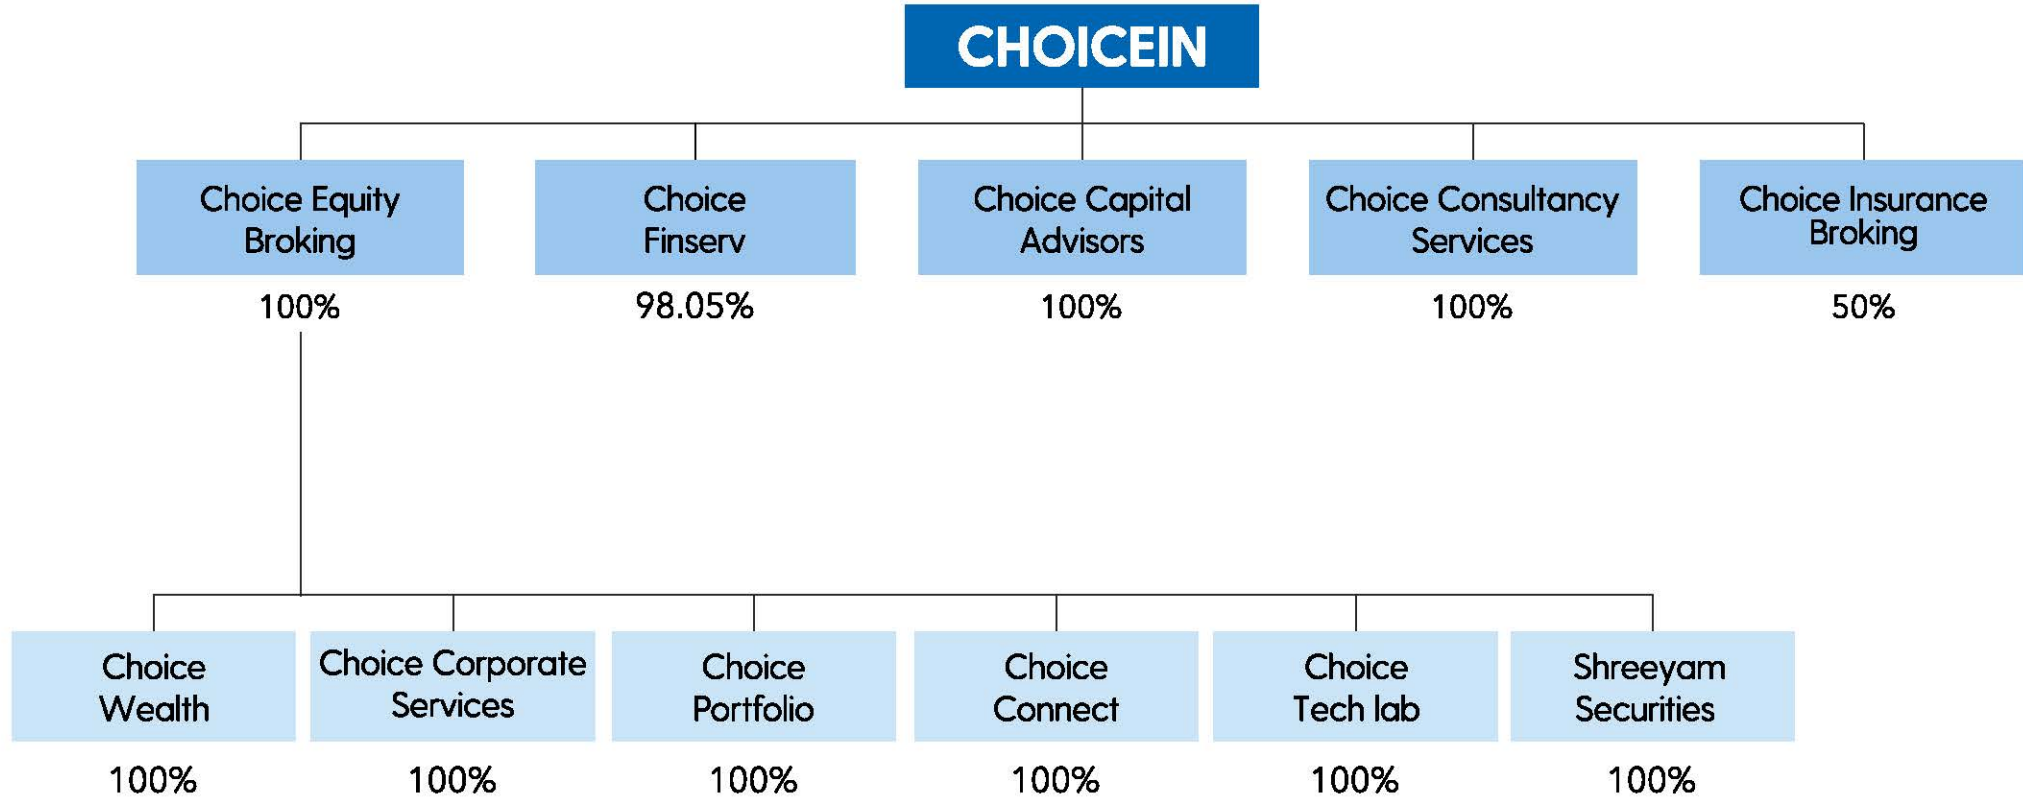 CHOICEIN
Choice Equity
Broking
100%
Choice
Finserv
98.05%
Choice Capital
Advisors
100%
Choice Consultancy
Services
100%
Choice Insurance
Broking
50%
Choice
Wealth
100%
Choice Corporate
Services
100%
Choice
Portfolio
100%
Choice
Connect
100%
Choice
Tech lab
100%
Shreeyam
Securities
100%